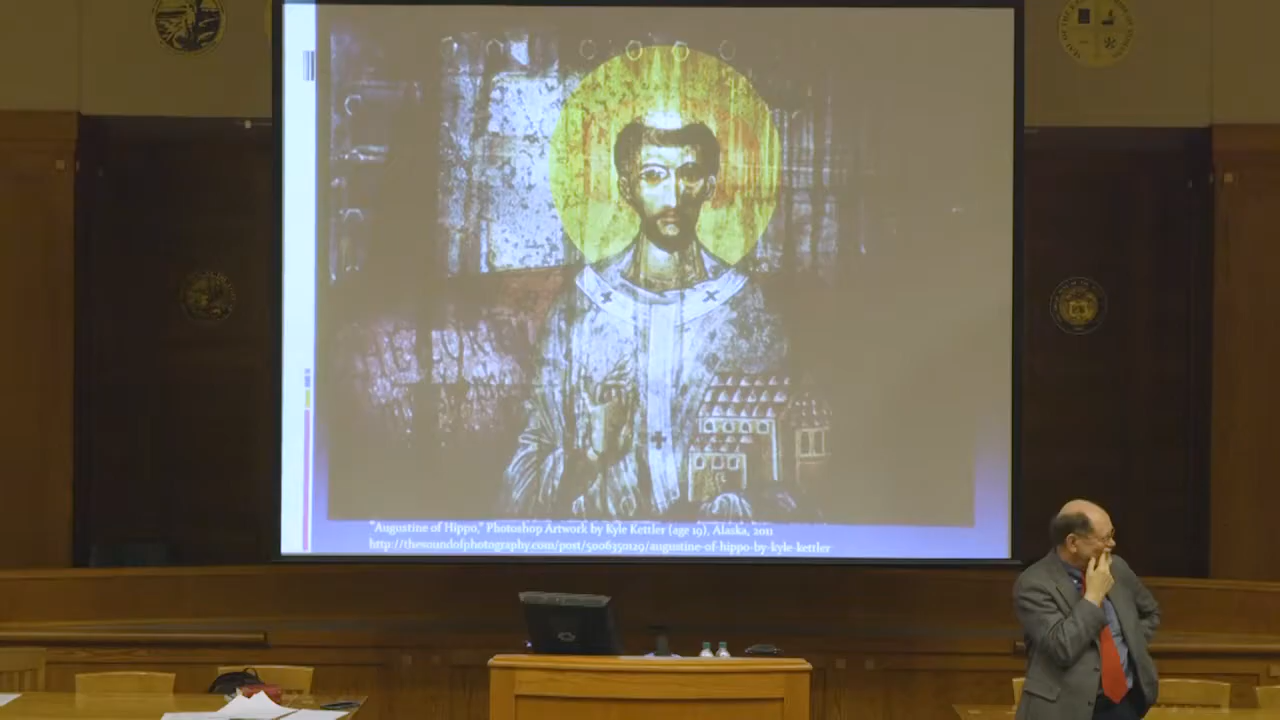 "Augustine of Hippo," Photoshop Artwork by Kyle Kettler (age 19), Alaska, 2011
http://thesoundofphotography.com/post/5006350129/augustine-of-hippo-by-kyle-kettler